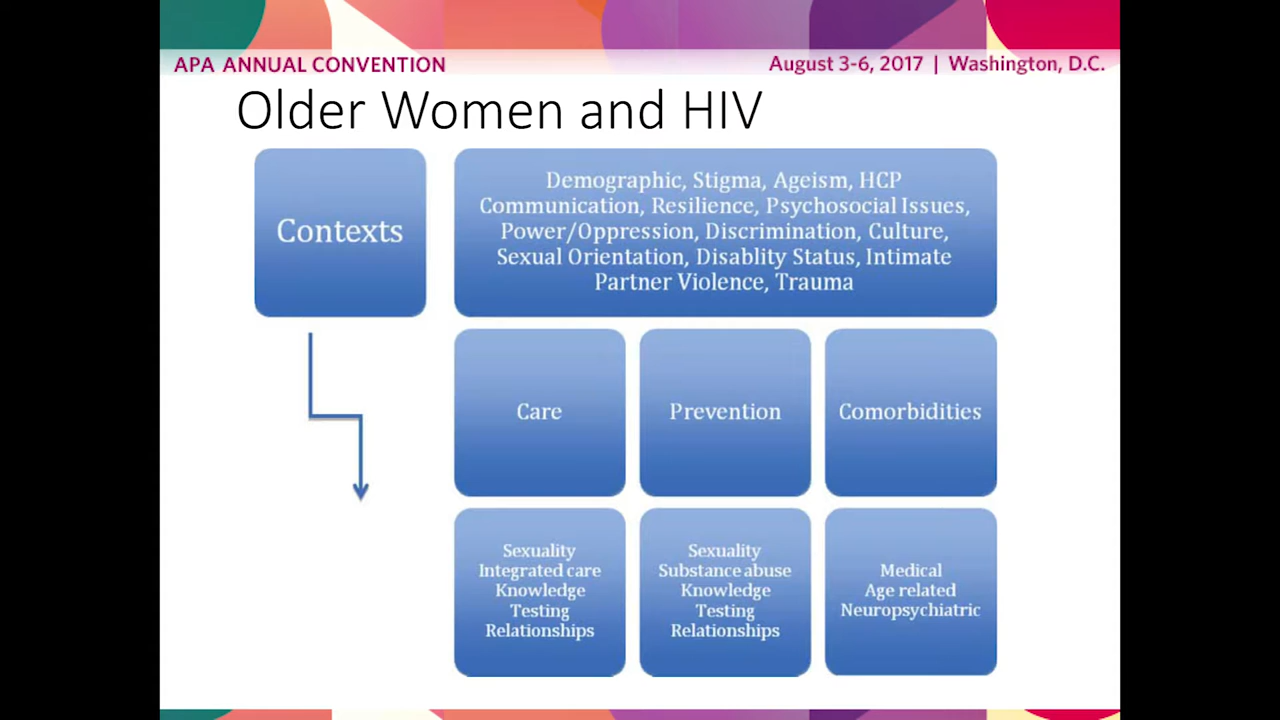 APA ANNUAL CONVENTION
August 3-6, 2017 | Washington, D.C.
Older Women and HIV
Contexts
Demographic, Stigma, Ageism, HCP
Communication, Resilience, Psychosocial Issues,
Power/Oppression, Discrimination, Culture,
Sexual Orientation, Disablity Status, Intimate
Partner Violence, Trauma
Care
Prevention
Comorbidities
Sexuality
Integrated care
Knowledge
Testing
Relationships
Sexuality
Substance abuse
Knowledge
Testing
Relationships
Medical
Age related
Neuropsychiatric